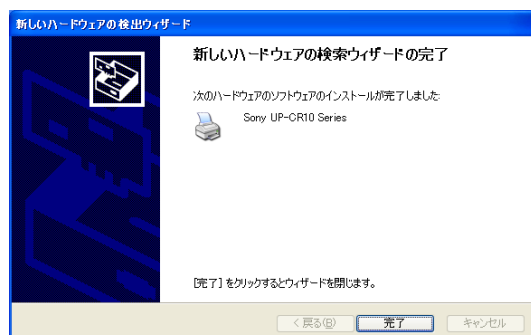 新しいハードウェアの検出ウィザード
新しいハードウェアの検索ウィザードの完了
次のハードウェアのソフトウェアのインストールが完了しました:
Sony UP-CR10 Series
[完了] をクリックするとウィザードを閉じます。
< 戻る(B)
完了
キャンセル